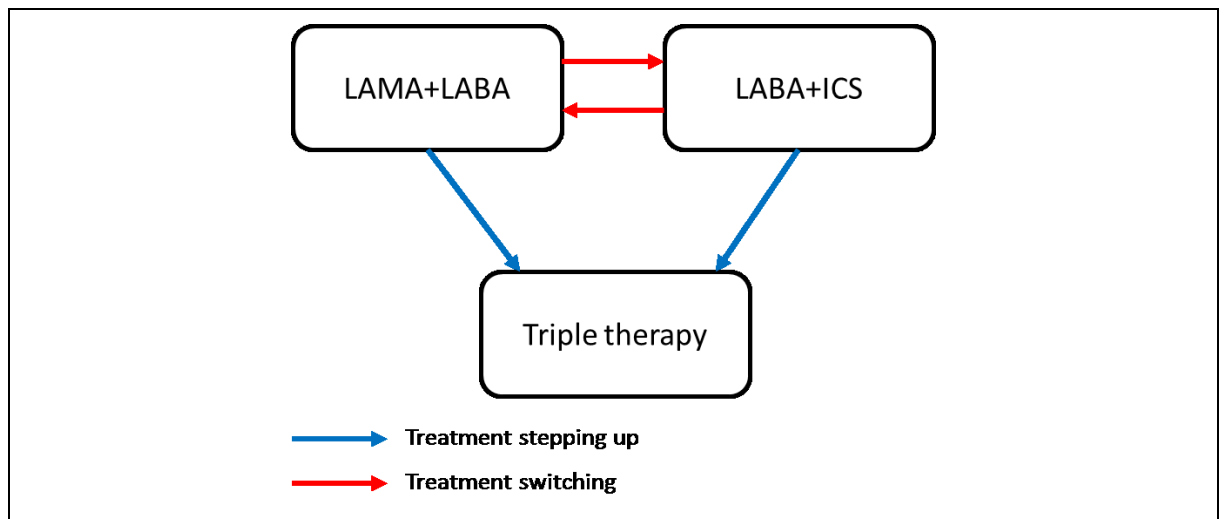 LAMA+LABA
LABA+ICS
Triple therapy
Treatment stepping up
Treatment switching